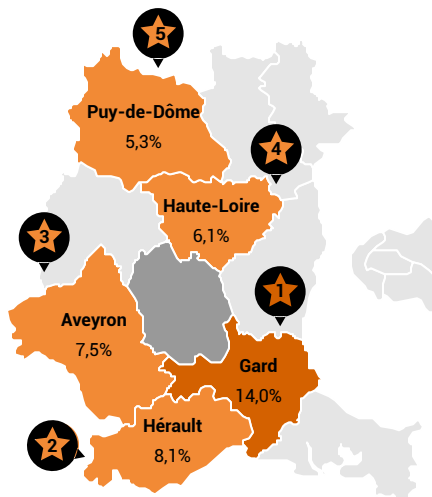 5
Puy-de-Dôme
5,3%
4
Haute-Loire
6,1%
3
1
Aveyron
7,5%
Gard
14,0%
2
Hérault
8,1%